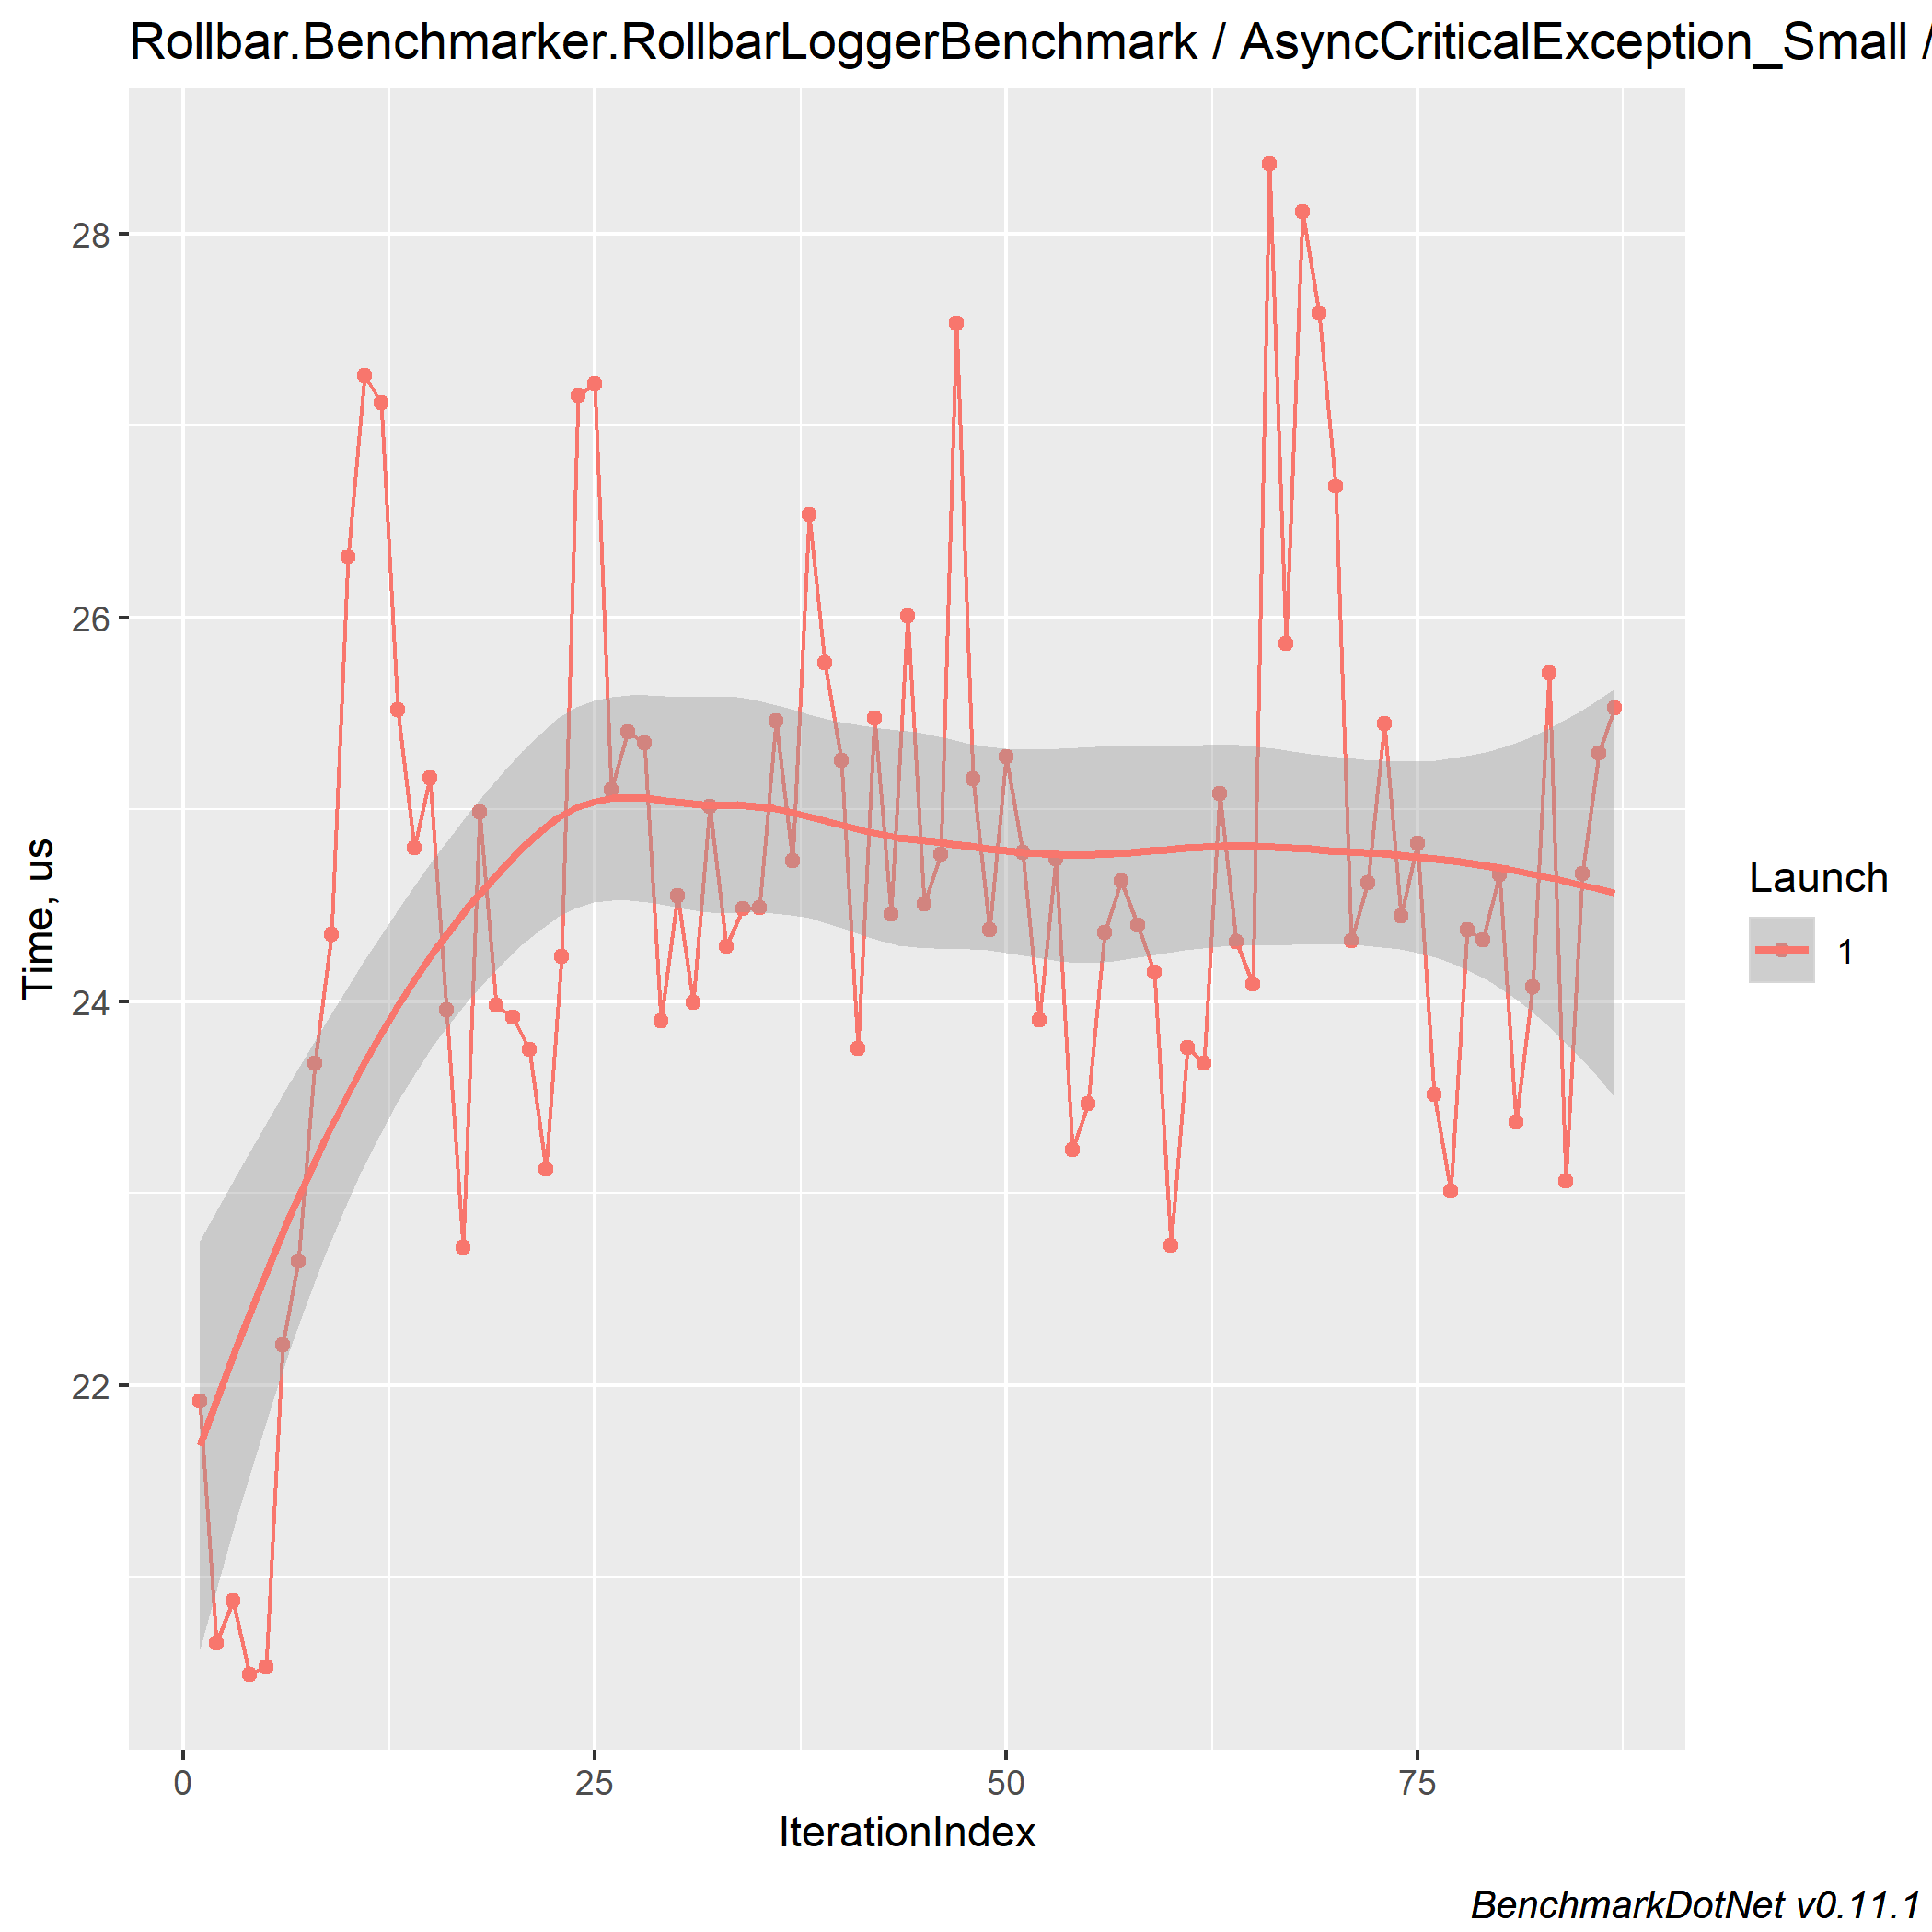 Rollbar.Benchmarker.RollbarLoggerBenchmark / AsyncCriticalException_Small /
28
26
24
22
Time, us
0 25 50 75
IterationIndex
Launch
1
BenchmarkDotNet v0.11.1